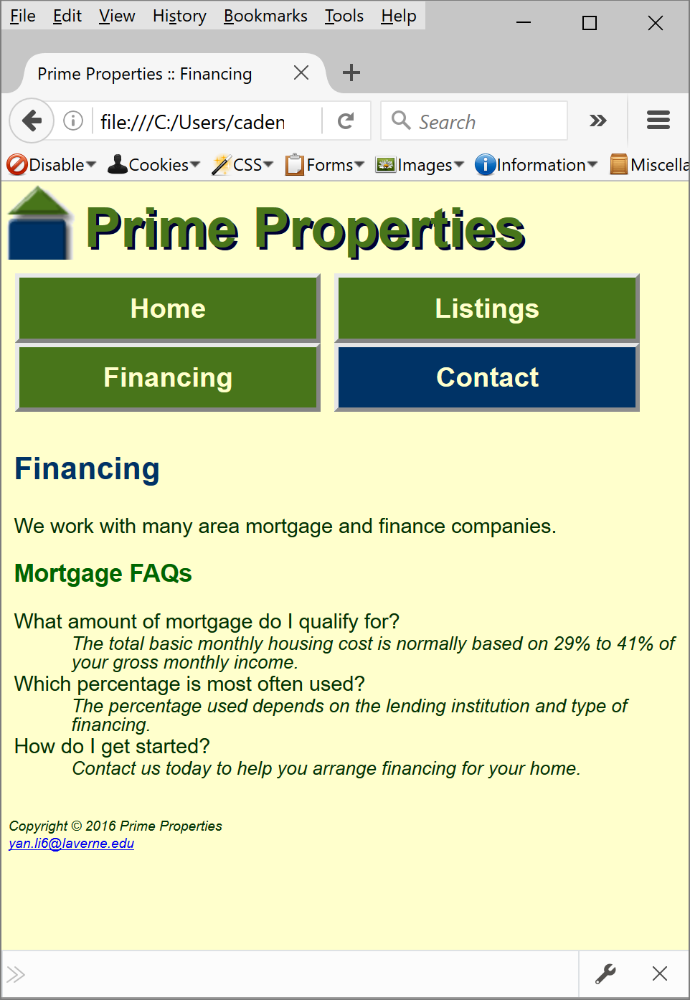 File Edit View History Bookmarks Tools Help
Prime Properties :: Financing
file:///C:/Users/caden
Search
Disable Cookies CSS Forms Images Information Miscella
Prime Properties
Home Listings
Financing Contact
Financing
We work with many area mortgage and finance companies.
Mortgage FAQs
What amount of mortgage do I qualify for?
The total basic monthly housing cost is normally based on 29% to 41% of
your gross monthly income.
Which percentage is most often used?
The percentage used depends on the lending institution and type of
financing.
How do I get started?
Contact us today to help you arrange financing for your home.
Copyright © 2016 Prime Properties
yan.li6@laverne.edu